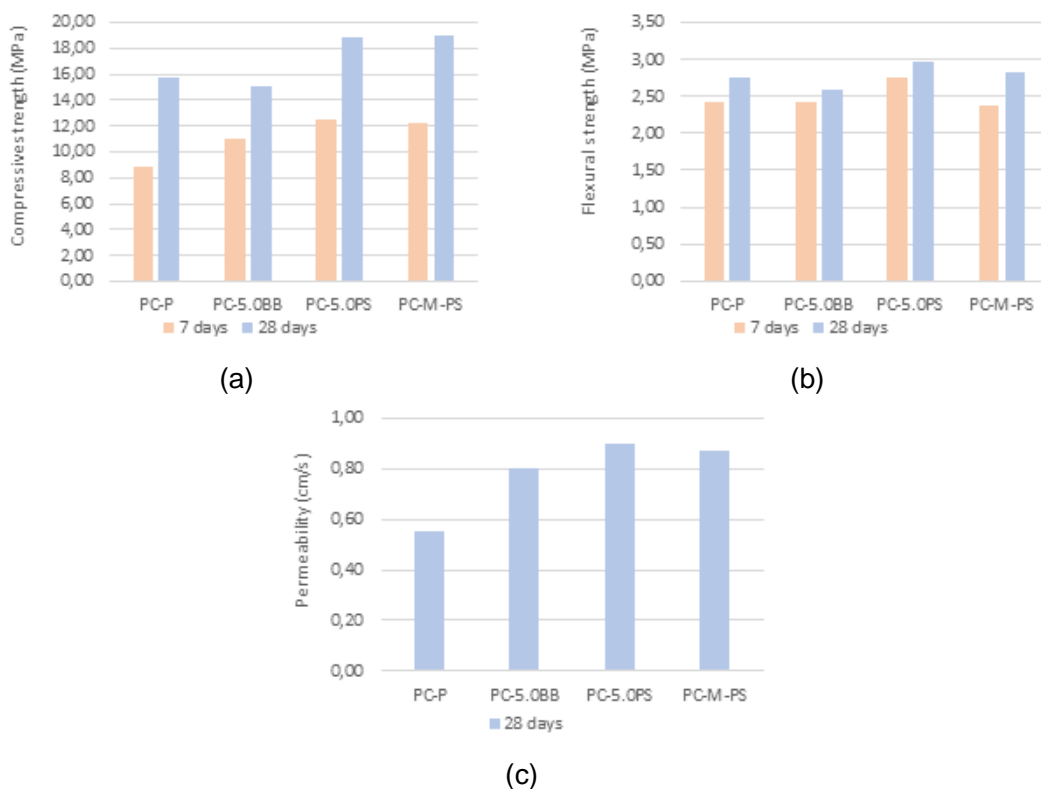 Compressive strength (MPa)
20,00
18,00
16,00
14,00
12,00
10,00
8,00
6,00
4,00
2,00
0,00
PC-P PC-5.0BB PC-5.0PS PC-M-PS
7 days 28 days
(a)
Flexural strength (MPa)
3,50
3,00
2,50
2,00
1,50
1,00
0,50
0,00
PC-P PC-5.0BB PC-5.0PS PC-M-PS
7 days 28 days
(b)
Permeability (cm/s)
1,00
0,80
0,60
0,40
0,20
0,00
PC-P PC-5.0BB PC-5.0PS PC-M-PS
28 days
(c)